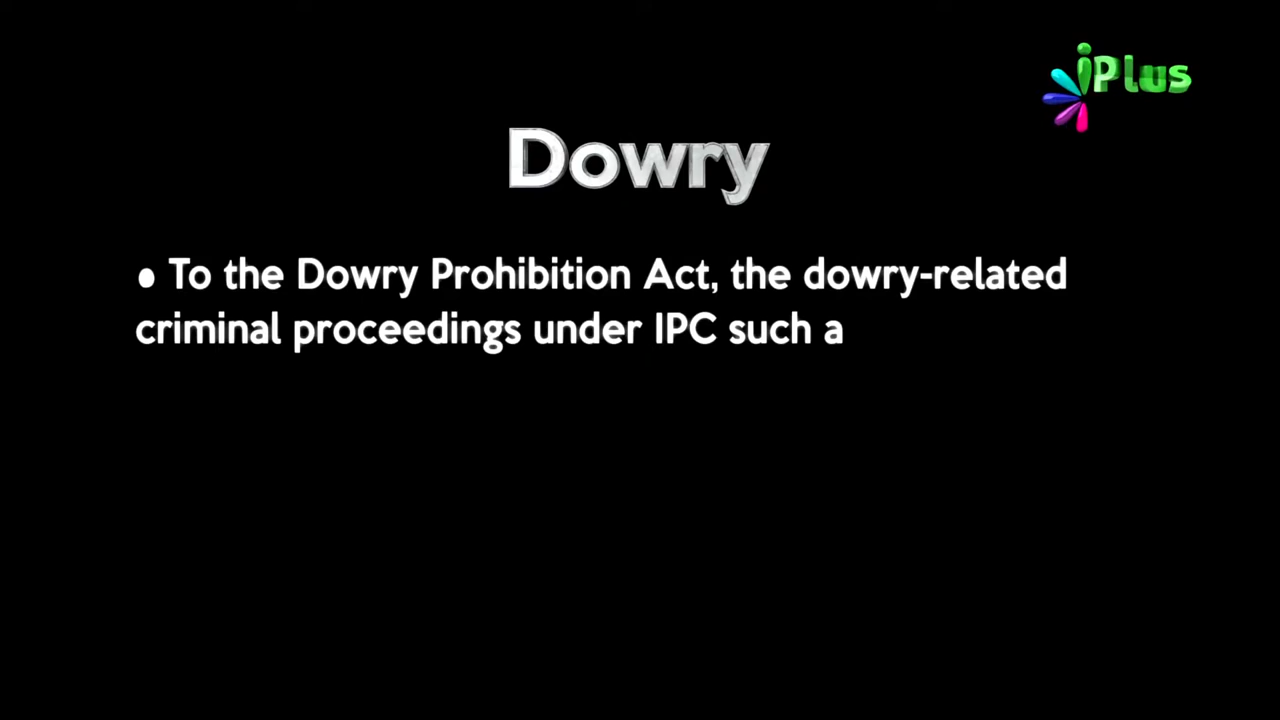 iPlus
Dowry
• To the Dowry Prohibition Act, the dowry-related
criminal proceedings under IPC such a